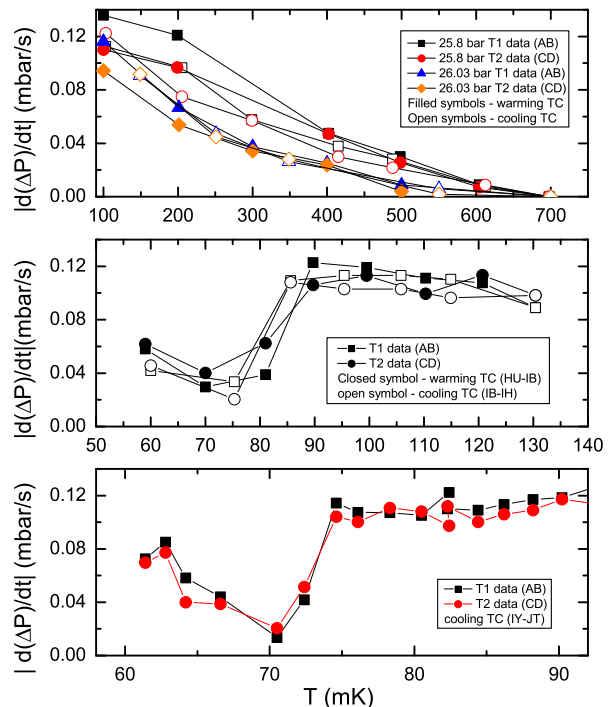 0.12
0.08
0.04
0.00
|d(ΔP)/dt| (mbar/s)
25.8 bar T1 data (AB)
25.8 bar T2 data (CD)
26.03 bar T1 data (AB)
26.03 bar T2 data (CD)
Filled symbols - warming TC
Open symbols - cooling TC
100 200 300 400 500 600 700
0.16
0.12
0.08
0.04
0.00
|d(ΔP)/dt|(mbar/s)
T1 data (AB)
T2 data (CD)
Closed symbol - warming TC (HU-IB)
open symbol - cooling TC (IB-IH)
50 60 70 80 90 100 110 120 130 140
0.12
0.08
0.04
0.00
| d(ΔP)/dt| (mbar/s)
T1 data (AB)
T2 data (CD)
cooling TC (IY-JT)
60 70 80 90
T (mK)